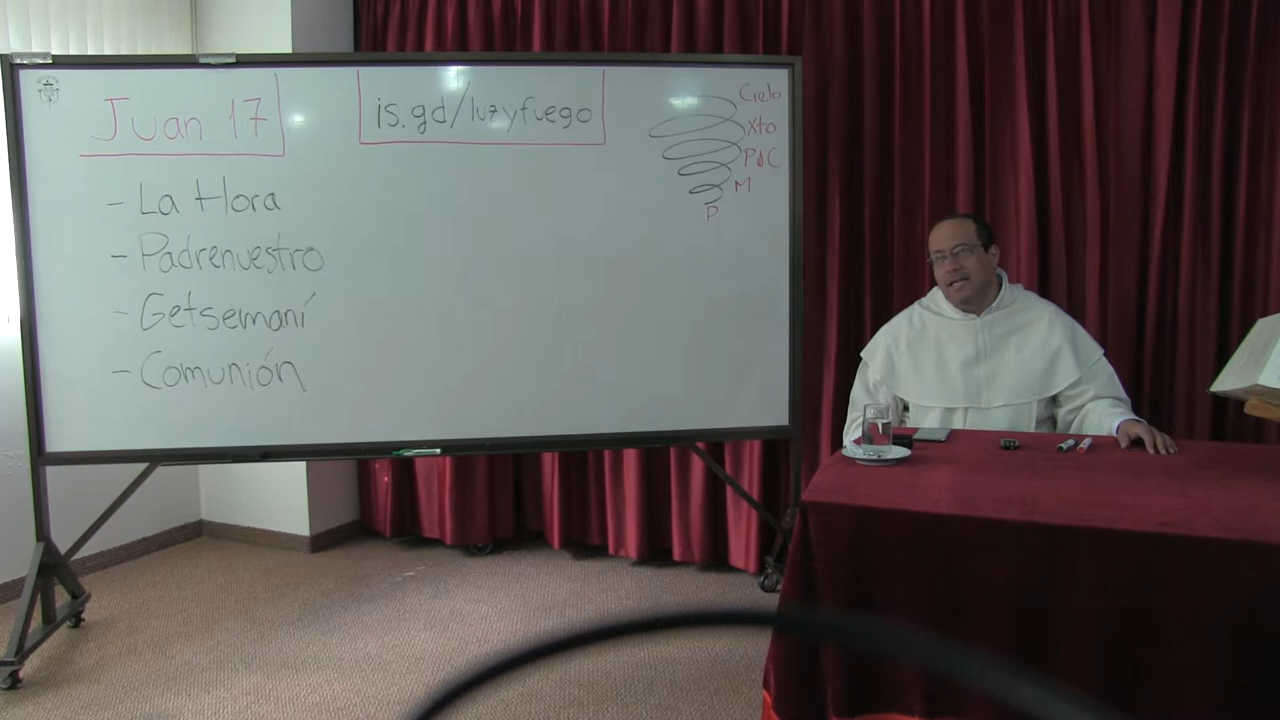 Juan 17
is.gd/luzyfuego
- La Hora
- Padrenuestro
- Getsemaní
- Comunión
Cielo
Xto
PdC
M
P